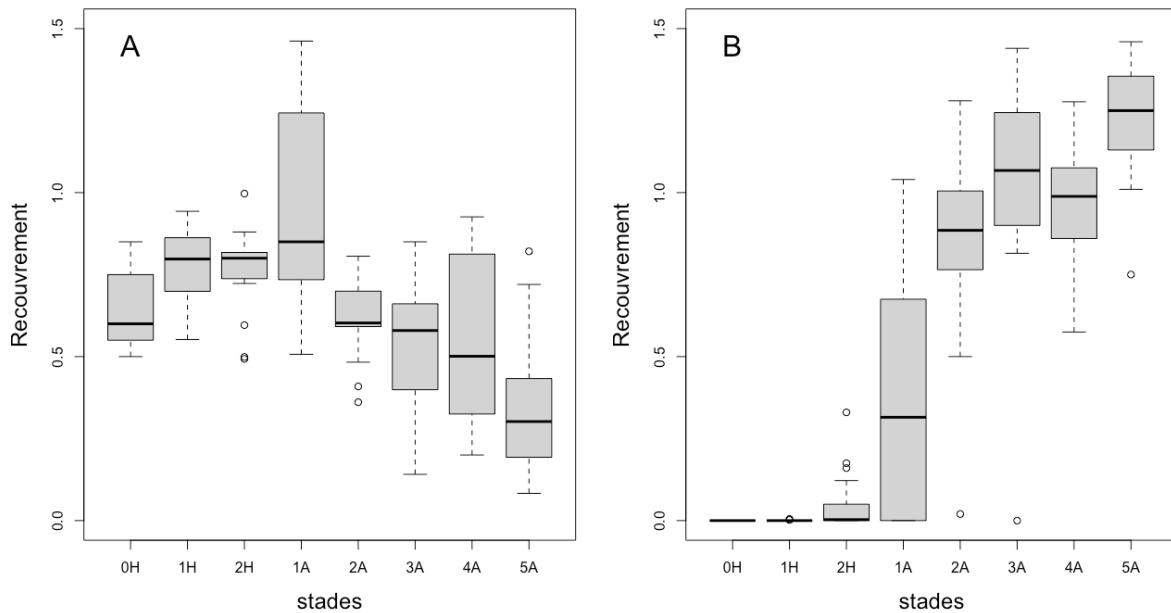 A
Recouvrement
1.5
1.0
0.5
0.0
0H 1H 2H 1A 2A 3A 4A 5A
stades
B
Recouvrement
1.5
1.0
0.5
0.0
0H 1H 2H 1A 2A 3A 4A 5A
stades